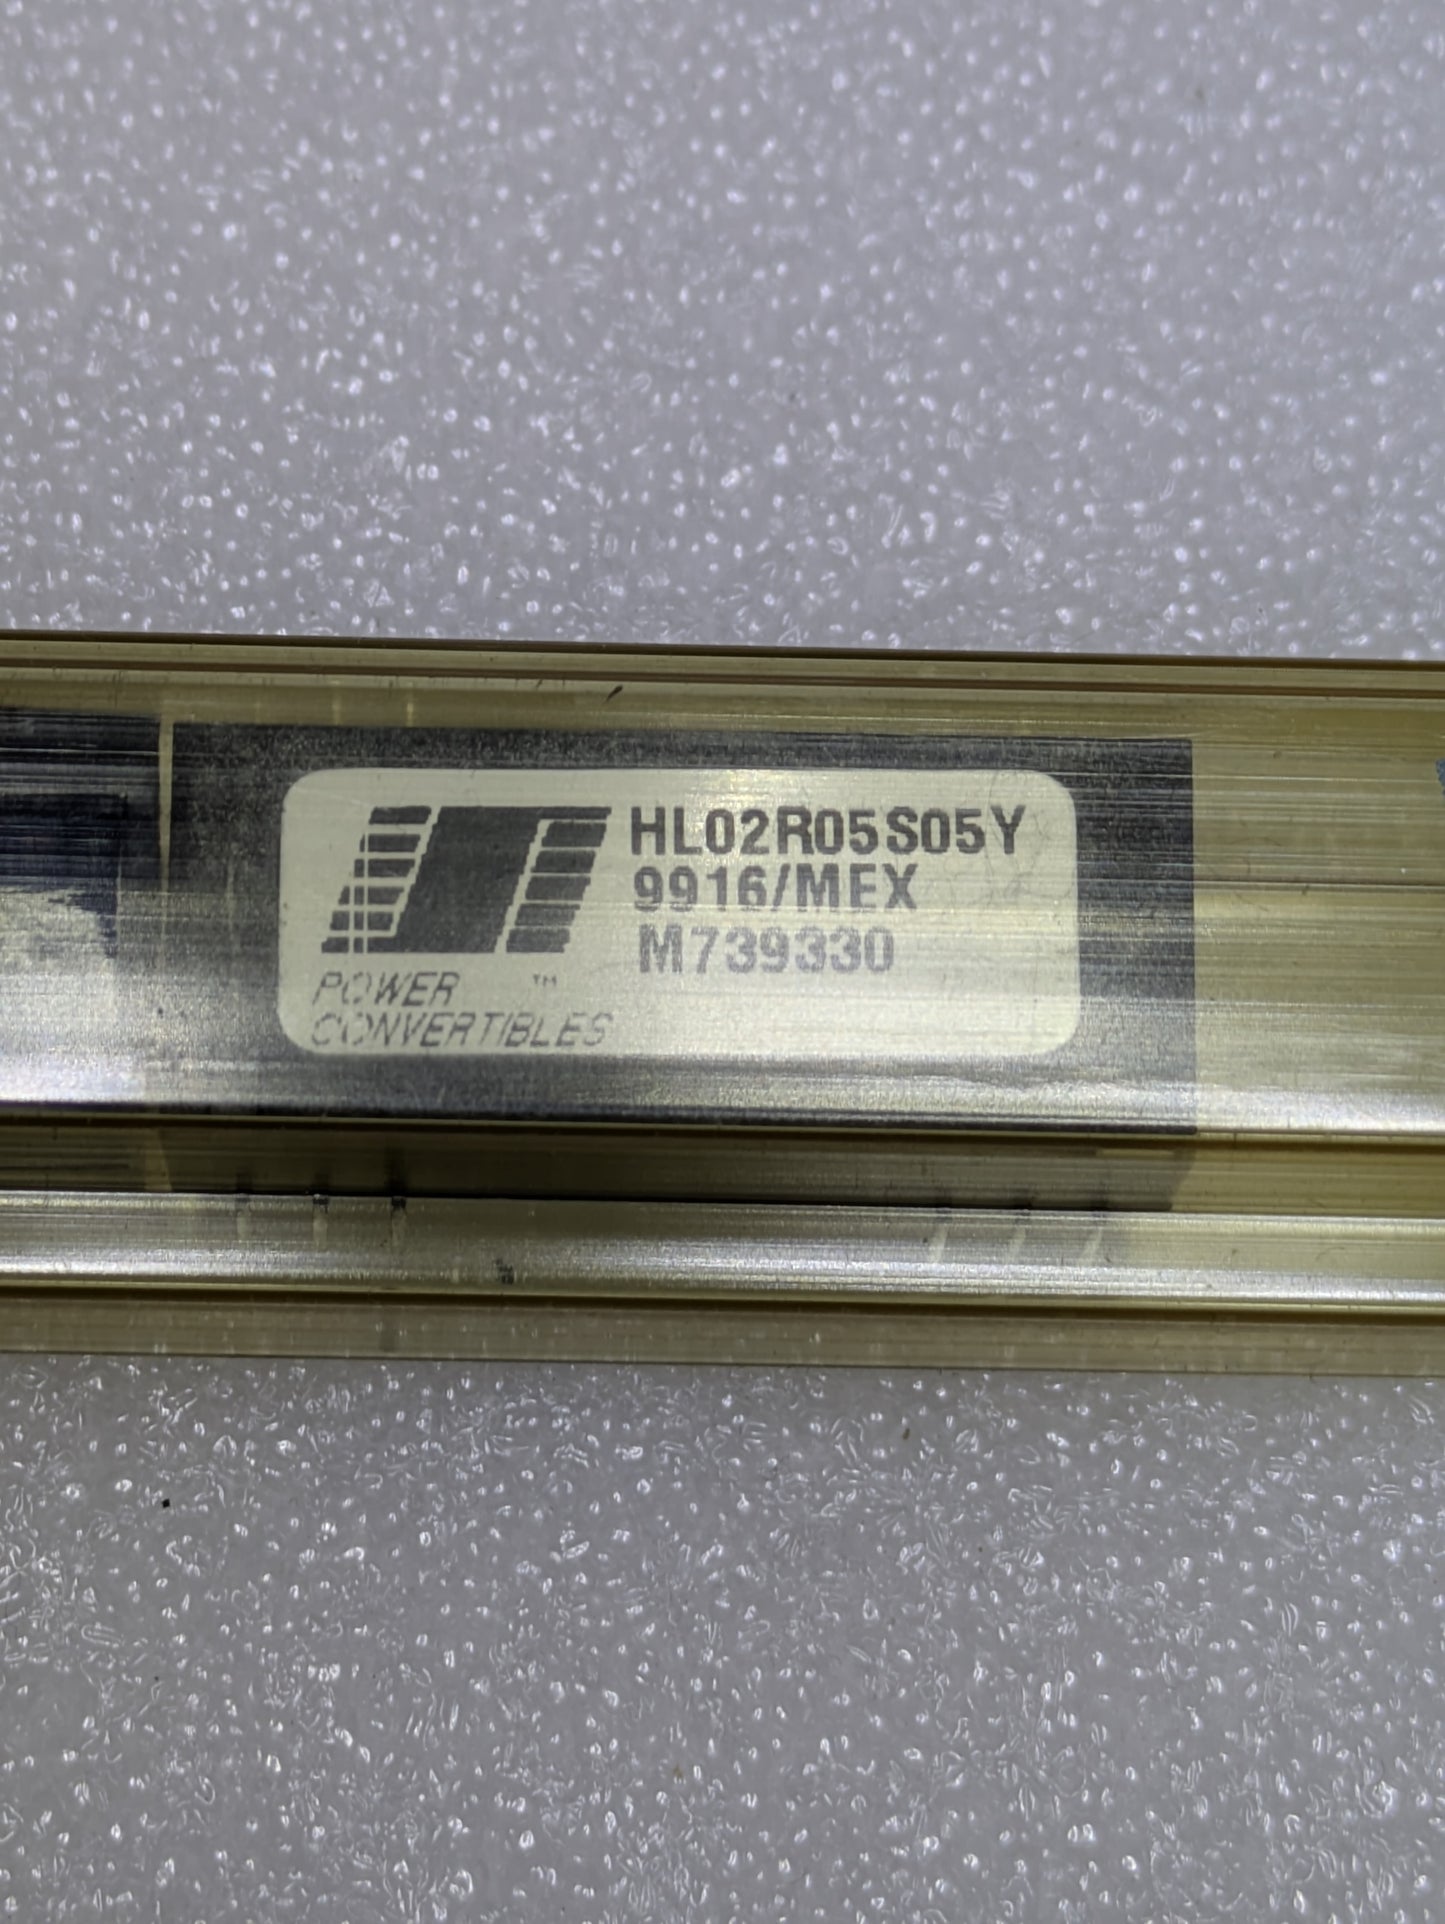 HL02R05S05Y
9916/MEX
M739330
POWER ™
CONVERTIBLES